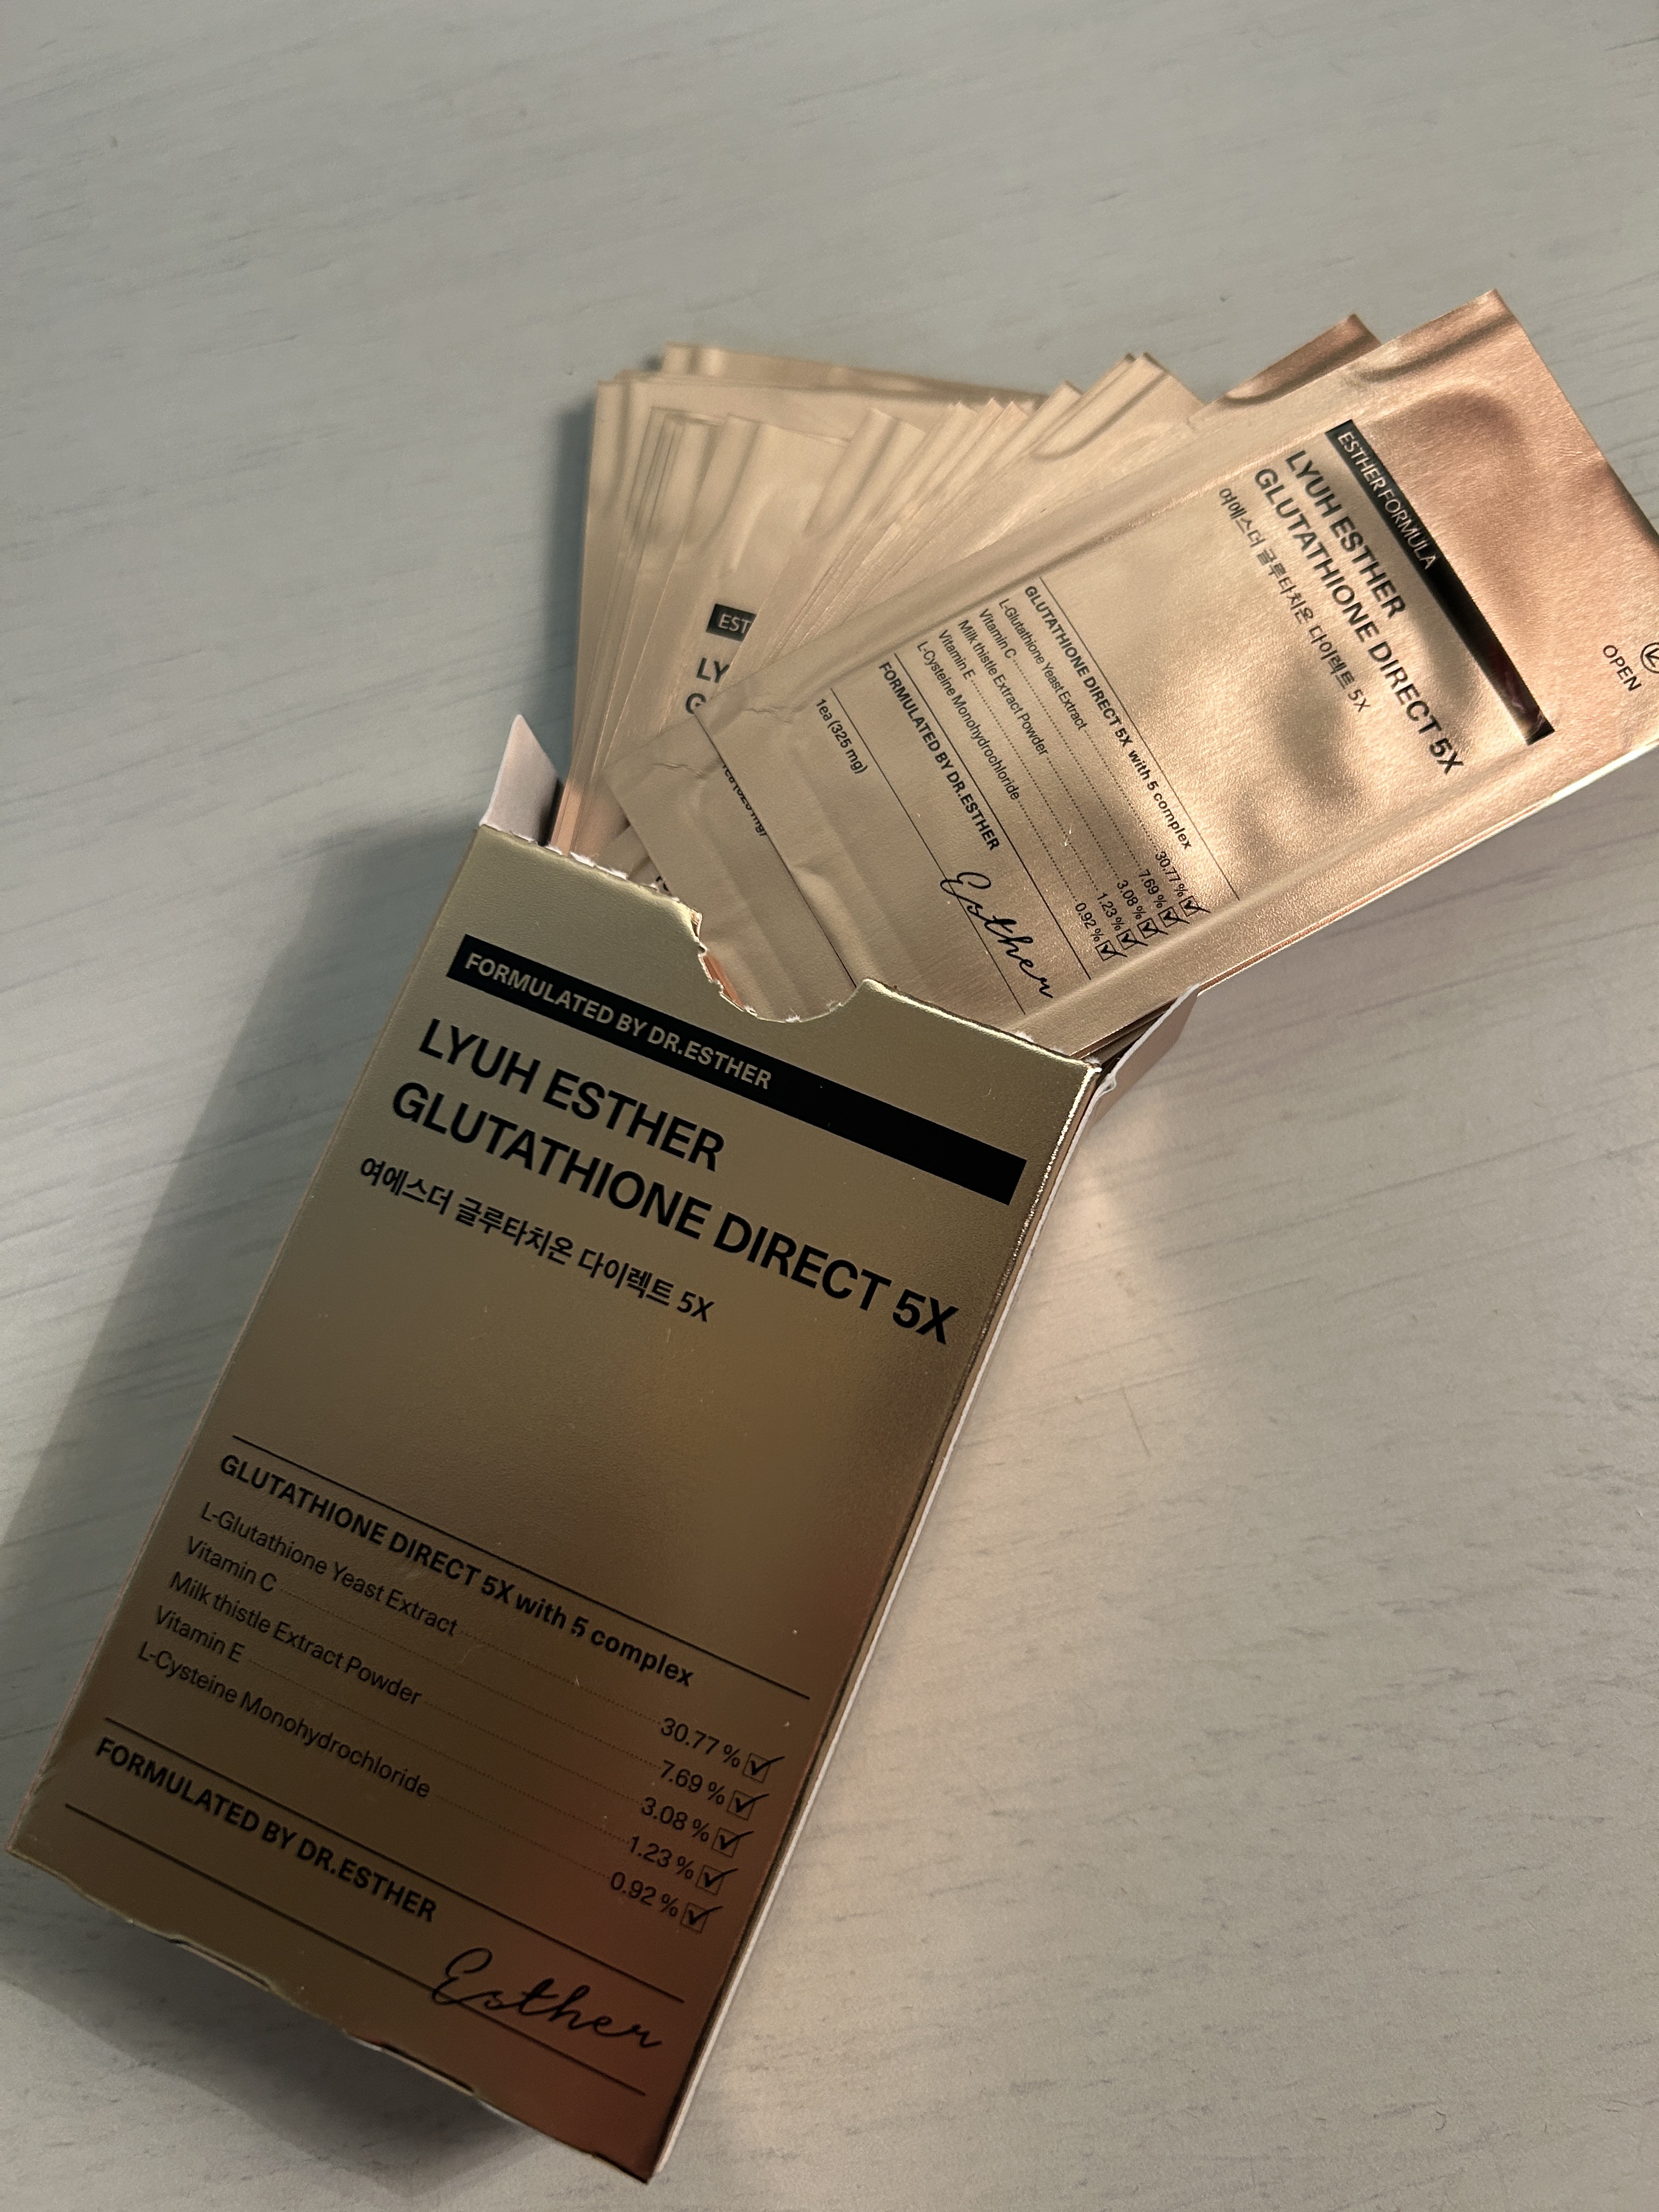 ESTHER FORMULA
LYUH ESTHER
GLUTATHIONE DIRECT 5X
여에스더 글루타치온 다이렉트 5X
OPEN
GLUTATHIONE DIRECT 5X with 5 complex
L-Glutathione Yeast Extract 30.77 %
Vitamin C 7.69 %
Milk thistle Extract Powder 3.08 %
Vitamin E 1.23 %
L-Cysteine Monohydrochloride 0.92 %
FORMULATED BY DR.ESTHER
Esther
1ea (325 mg)
EST
LY
G
FORMULATED BY DR.ESTHER
LYUH ESTHER
GLUTATHIONE DIRECT 5X
여에스더 글루타치온 다이렉트 5X
GLUTATHIONE DIRECT 5X with 5 complex
L-Glutathione Yeast Extract 30.77 %
Vitamin C 7.69 %
Milk thistle Extract Powder 3.08 %
Vitamin E 1.23 %
L-Cysteine Monohydrochloride 0.92 %
FORMULATED BY DR.ESTHER
Esther